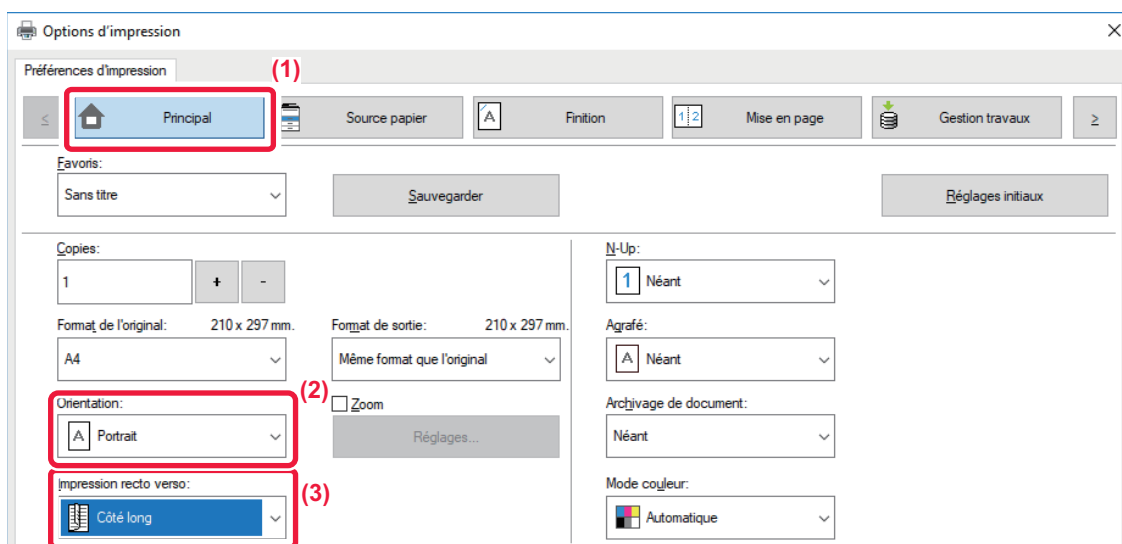 Options d'impression
Préférences d'impression
(1)
< Principal Source papier A Finition 1 2 Mise en page Gestion travaux >
Favoris:
Sans titre Sauvegarder Réglages initiaux
Copies: N-Up:
1 + - 1 Néant
Format de l'original: 210 x 297 mm. Format de sortie: 210 x 297 mm. Agrafé:
A4 Même format que l'original A Néant
(2)
Orientation: Zoom Archivage de document:
A Portrait Réglages... Néant
Impression recto verso: (3) Mode couleur:
Côté long Automatique